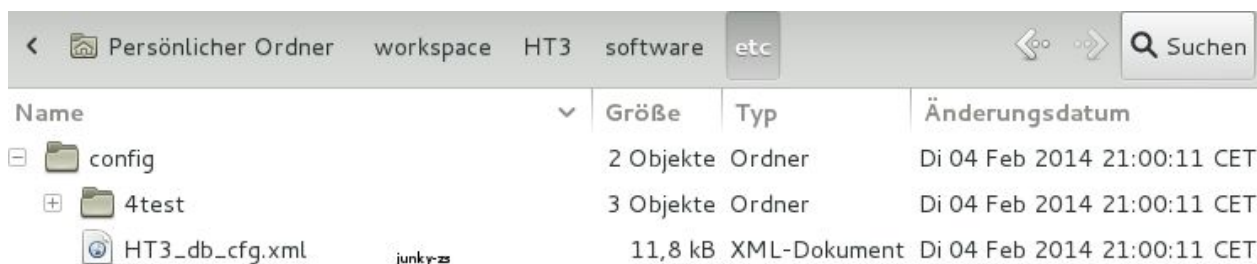 Persönlicher Ordner workspace HT3 software etc Suchen
Name Größe Typ Änderungsdatum
config 2 Objekte Ordner Di 04 Feb 2014 21:00:11 CET
4test 3 Objekte Ordner Di 04 Feb 2014 21:00:11 CET
HT3_db_cfg.xml junky-zs 11,8 kB XML-Dokument Di 04 Feb 2014 21:00:11 CET